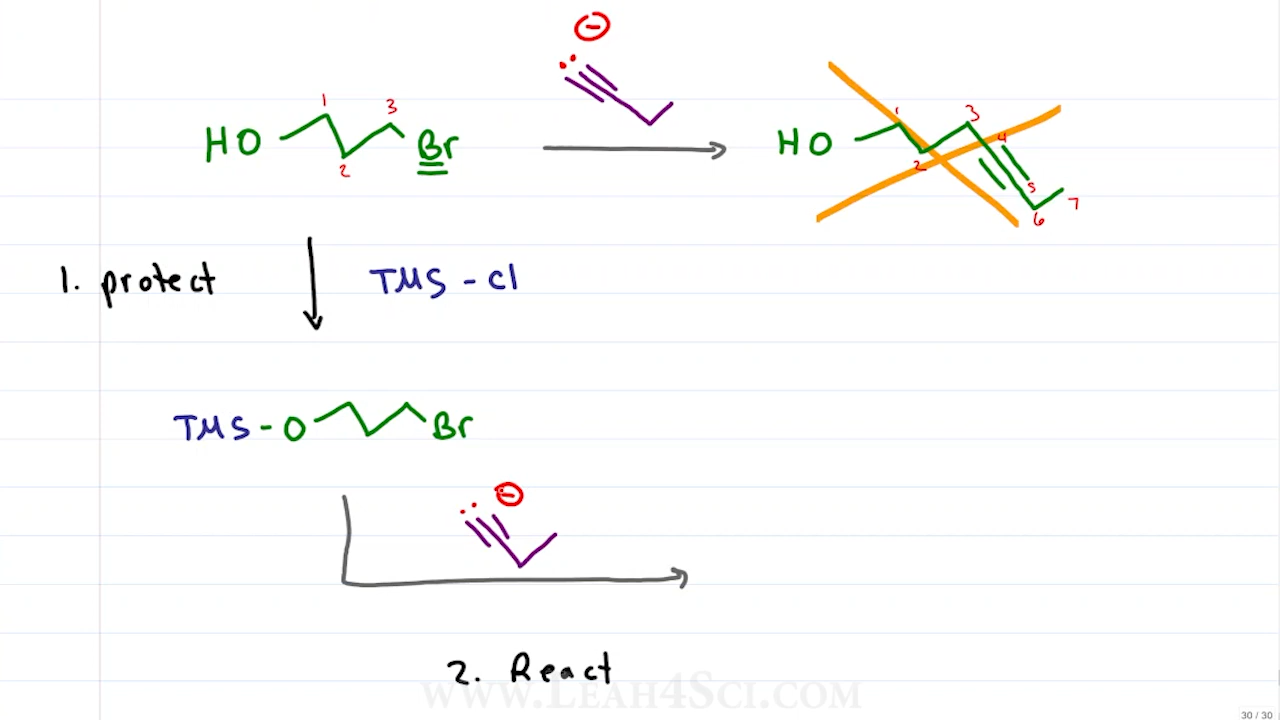 ⊖
1 3
HO Br
2
HO
1 2 3 4 5 6 7
1. protect TMS - Cl
TMS - O Br
⊖
2. React
www.Leah4Sci.com
30 / 30